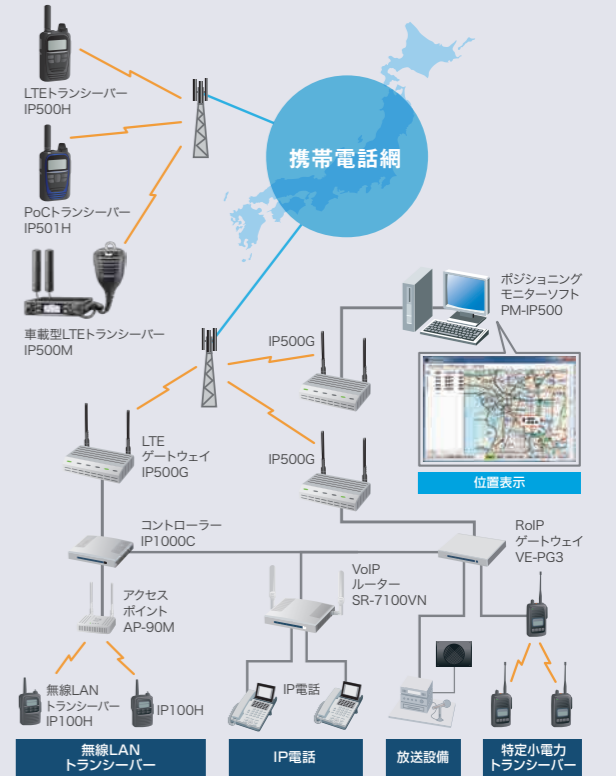 LTEトランシーバー
IP500H
PoCトランシーバー
IP501H
車載型LTEトランシーバー
IP500M
携帯電話網
ポジショニング
モニターソフト
PM-IP500
位置表示
IP500G
LTE
ゲートウェイ
IP500G
IP500G
コントローラー
IP1000C
RoIP
ゲートウェイ
VE-PG3
VoIP
ルーター
SR-7100VN
アクセス
ポイント
AP-90M
無線LAN
トランシーバー
IP100H
IP100H
IP電話
無線LAN
トランシーバー
IP電話
放送設備
特定小電力
トランシーバー